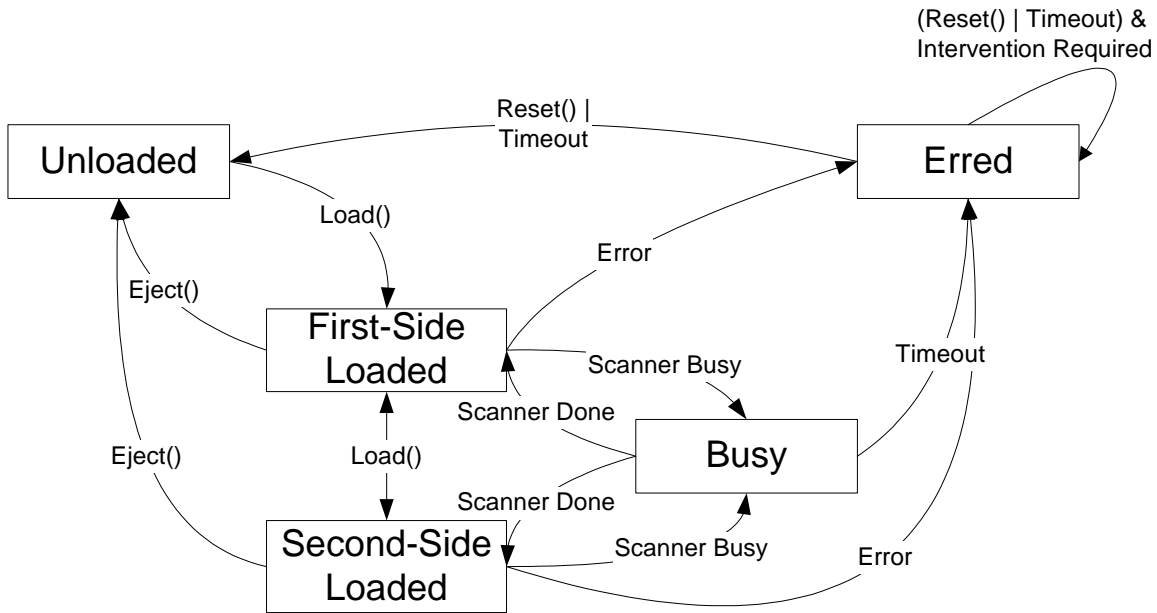 (Reset() | Timeout) &
Intervention Required
Reset() |
Timeout
Unloaded
Erred
Load()
Error
Eject()
First-Side
Loaded
Scanner Busy
Timeout
Scanner Done
Busy
Eject()
Load()
Scanner Done
Second-Side
Loaded
Scanner Busy
Error